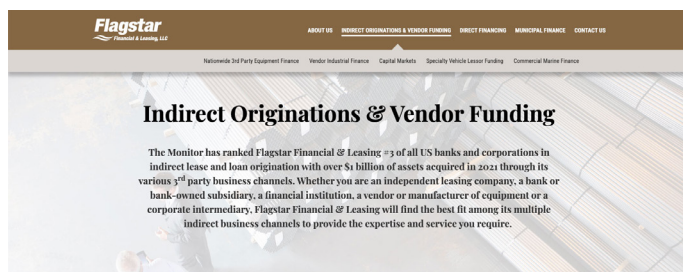 Flagstar
Financial & Leasing, LLC
ABOUT US INDIRECT ORIGINATIONS & VENDOR FUNDING DIRECT FINANCING MUNICIPAL FINANCE CONTACT US
Nationwide 3rd Party Equipment Finance Vendor Industrial Finance Capital Markets Specialty Vehicle Lessor Funding Commercial Marine Finance
Indirect Originations & Vendor Funding
The Monitor has ranked Flagstar Financial & Leasing #3 of all US banks and corporations in
indirect lease and loan origination with over $1 billion of assets acquired in 2021 through its
various 3rd party business channels. Whether you are an independent leasing company, a bank or
bank-owned subsidiary, a financial institution, a vendor or manufacturer of equipment or a
corporate intermediary, Flagstar Financial & Leasing will find the best fit among its multiple
indirect business channels to provide the expertise and service you require.